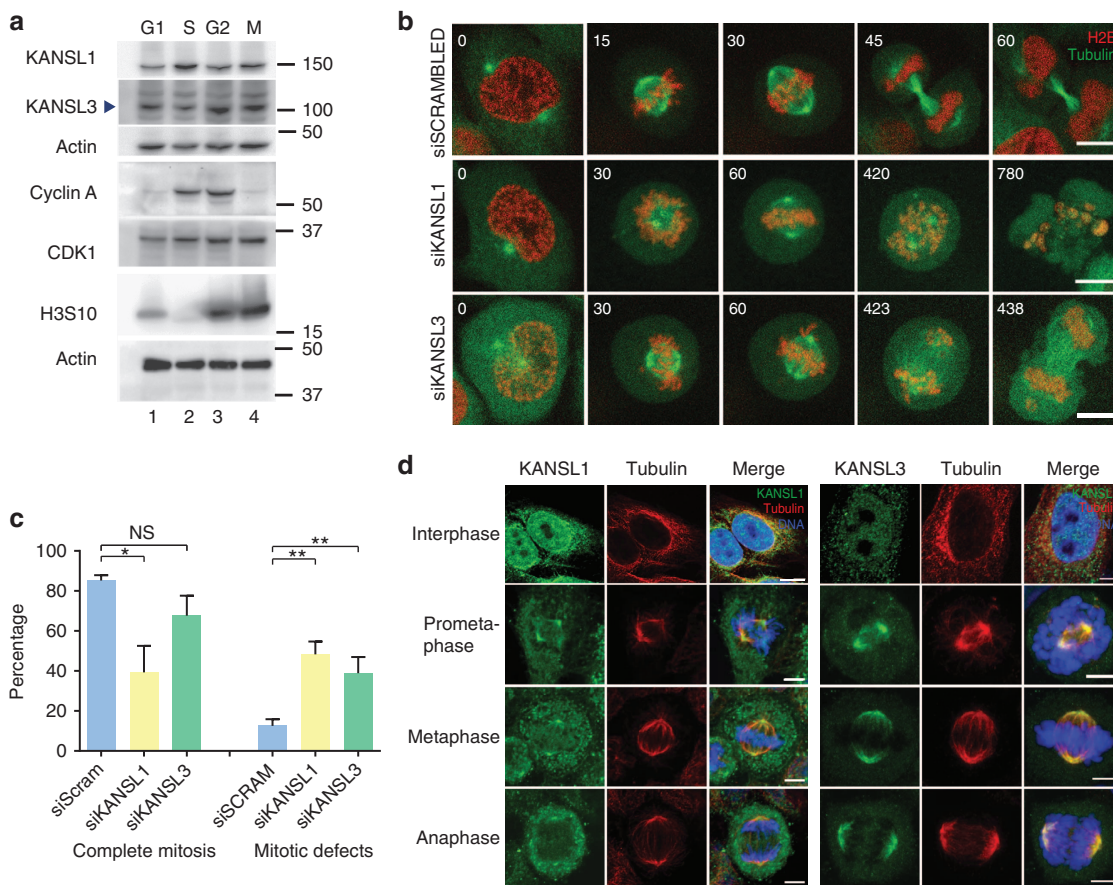 a
G1 S G2 M
KANSL1
150
KANSL3
100
50
Actin
Cyclin A
50
37
CDK1
H3S10
15
50
Actin
37
1 2 3 4
b
siSCRAMBLED
0 15 30 45 60
H2B
Tubulin
siKANSL1
0 30 60 420 780
siKANSL3
0 30 60 423 438
c
NS
*
**
**
Percentage
100
80
60
40
20
0
siScram
siKANSL1
siKANSL3
siSCRAM
siKANSL1
siKANSL3
Complete mitosis Mitotic defects
d
KANSL1 Tubulin Merge KANSL3 Tubulin Merge
KANSL1
Tubulin
DNA
Interphase
Prometa-
phase
Metaphase
Anaphase